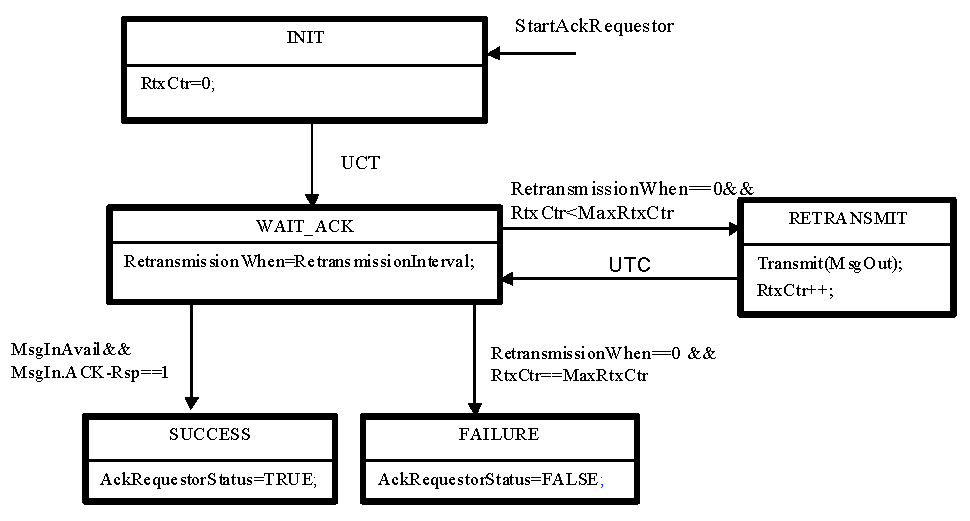 StartAckRequestor
INIT
RtxCtr=0;
UCT
RetransmissionWhen==0&&
RtxCtr<MaxRtxCtr
WAIT_ACK
RetransmissionWhen=RetransmissionInterval;
RETRANSMIT
Transmit(MsgOut);
RtxCtr++;
UTC
MsgInAvail&&
MsgIn.ACK-Rsp==1
RetransmissionWhen==0 &&
RtxCtr==MaxRtxCtr
SUCCESS
AckRequestorStatus=TRUE;
FAILURE
AckRequestorStatus=FALSE;